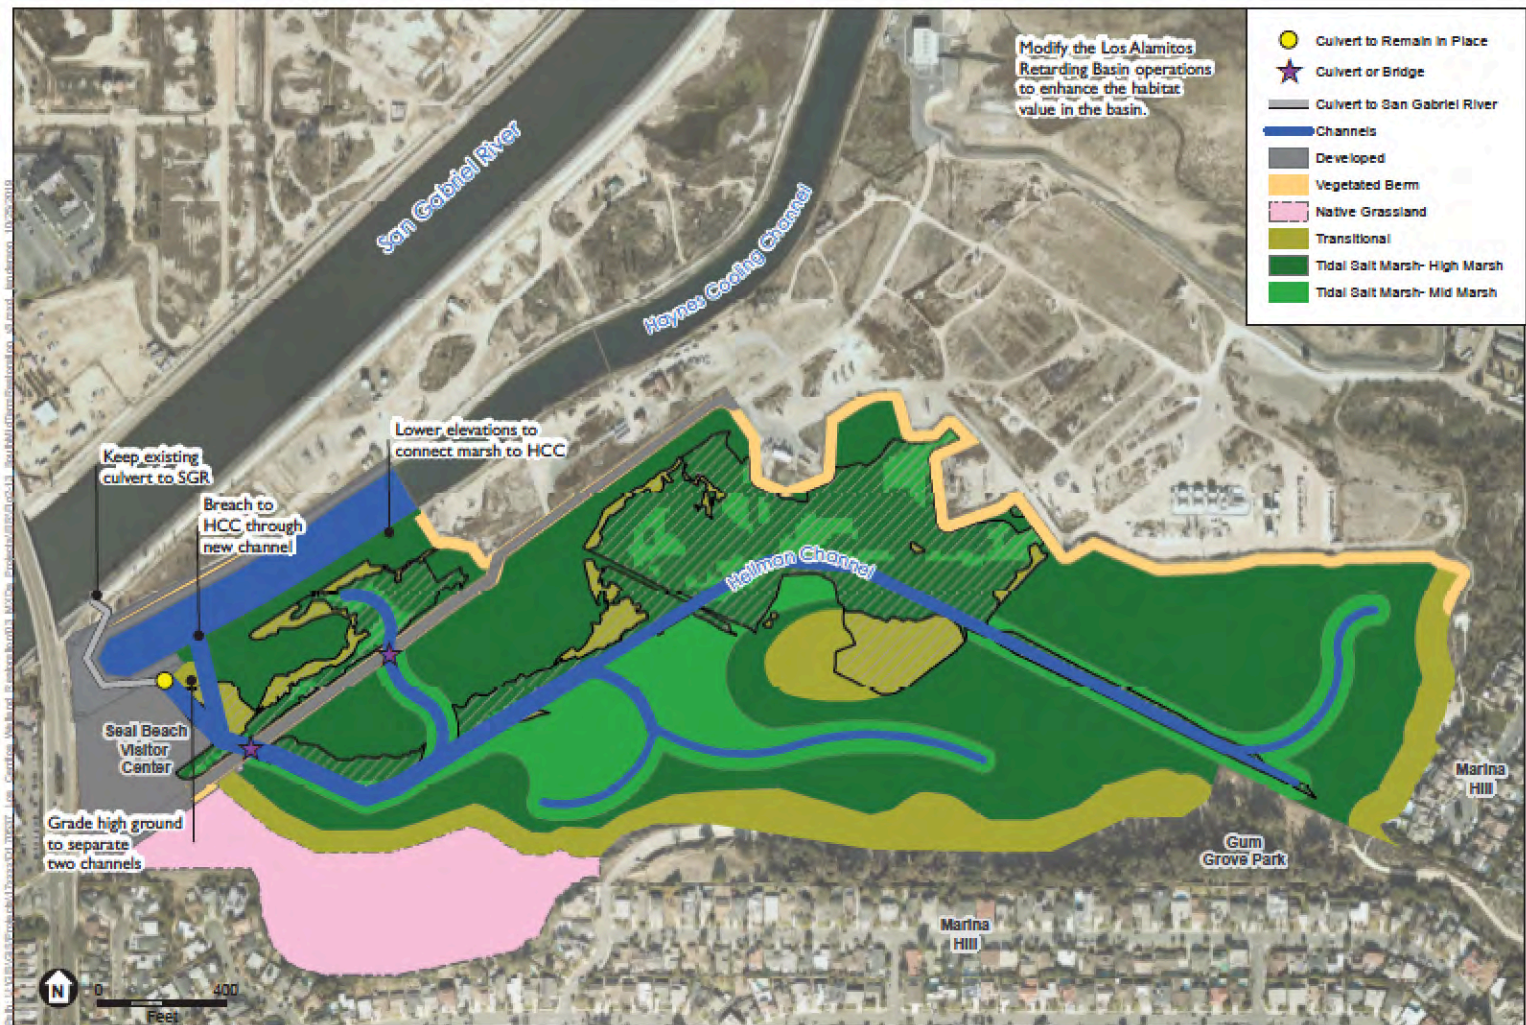 Modify the Los Alamitos
Retarding Basin operations
to enhance the habitat
value in the basin.
Culvert to Remain in Place
Culvert or Bridge
Culvert to San Gabriel River
Channels
Developed
Vegetated Berm
Native Grassland
Transitional
Tidal Salt Marsh- High Marsh
Tidal Salt Marsh- Mid Marsh
San Gabriel River
Haynes Cooling Channel
Keep existing
culvert to SGR
Lower elevations to
connect marsh to HCC
Breach to
HCC through
new channel
Hellman Channel
Seal Beach
Visitor
Center
Grade high ground
to separate
two channels
Marina
Hill
Gum
Grove Park
Marina
Hill
N
0 400
Feet